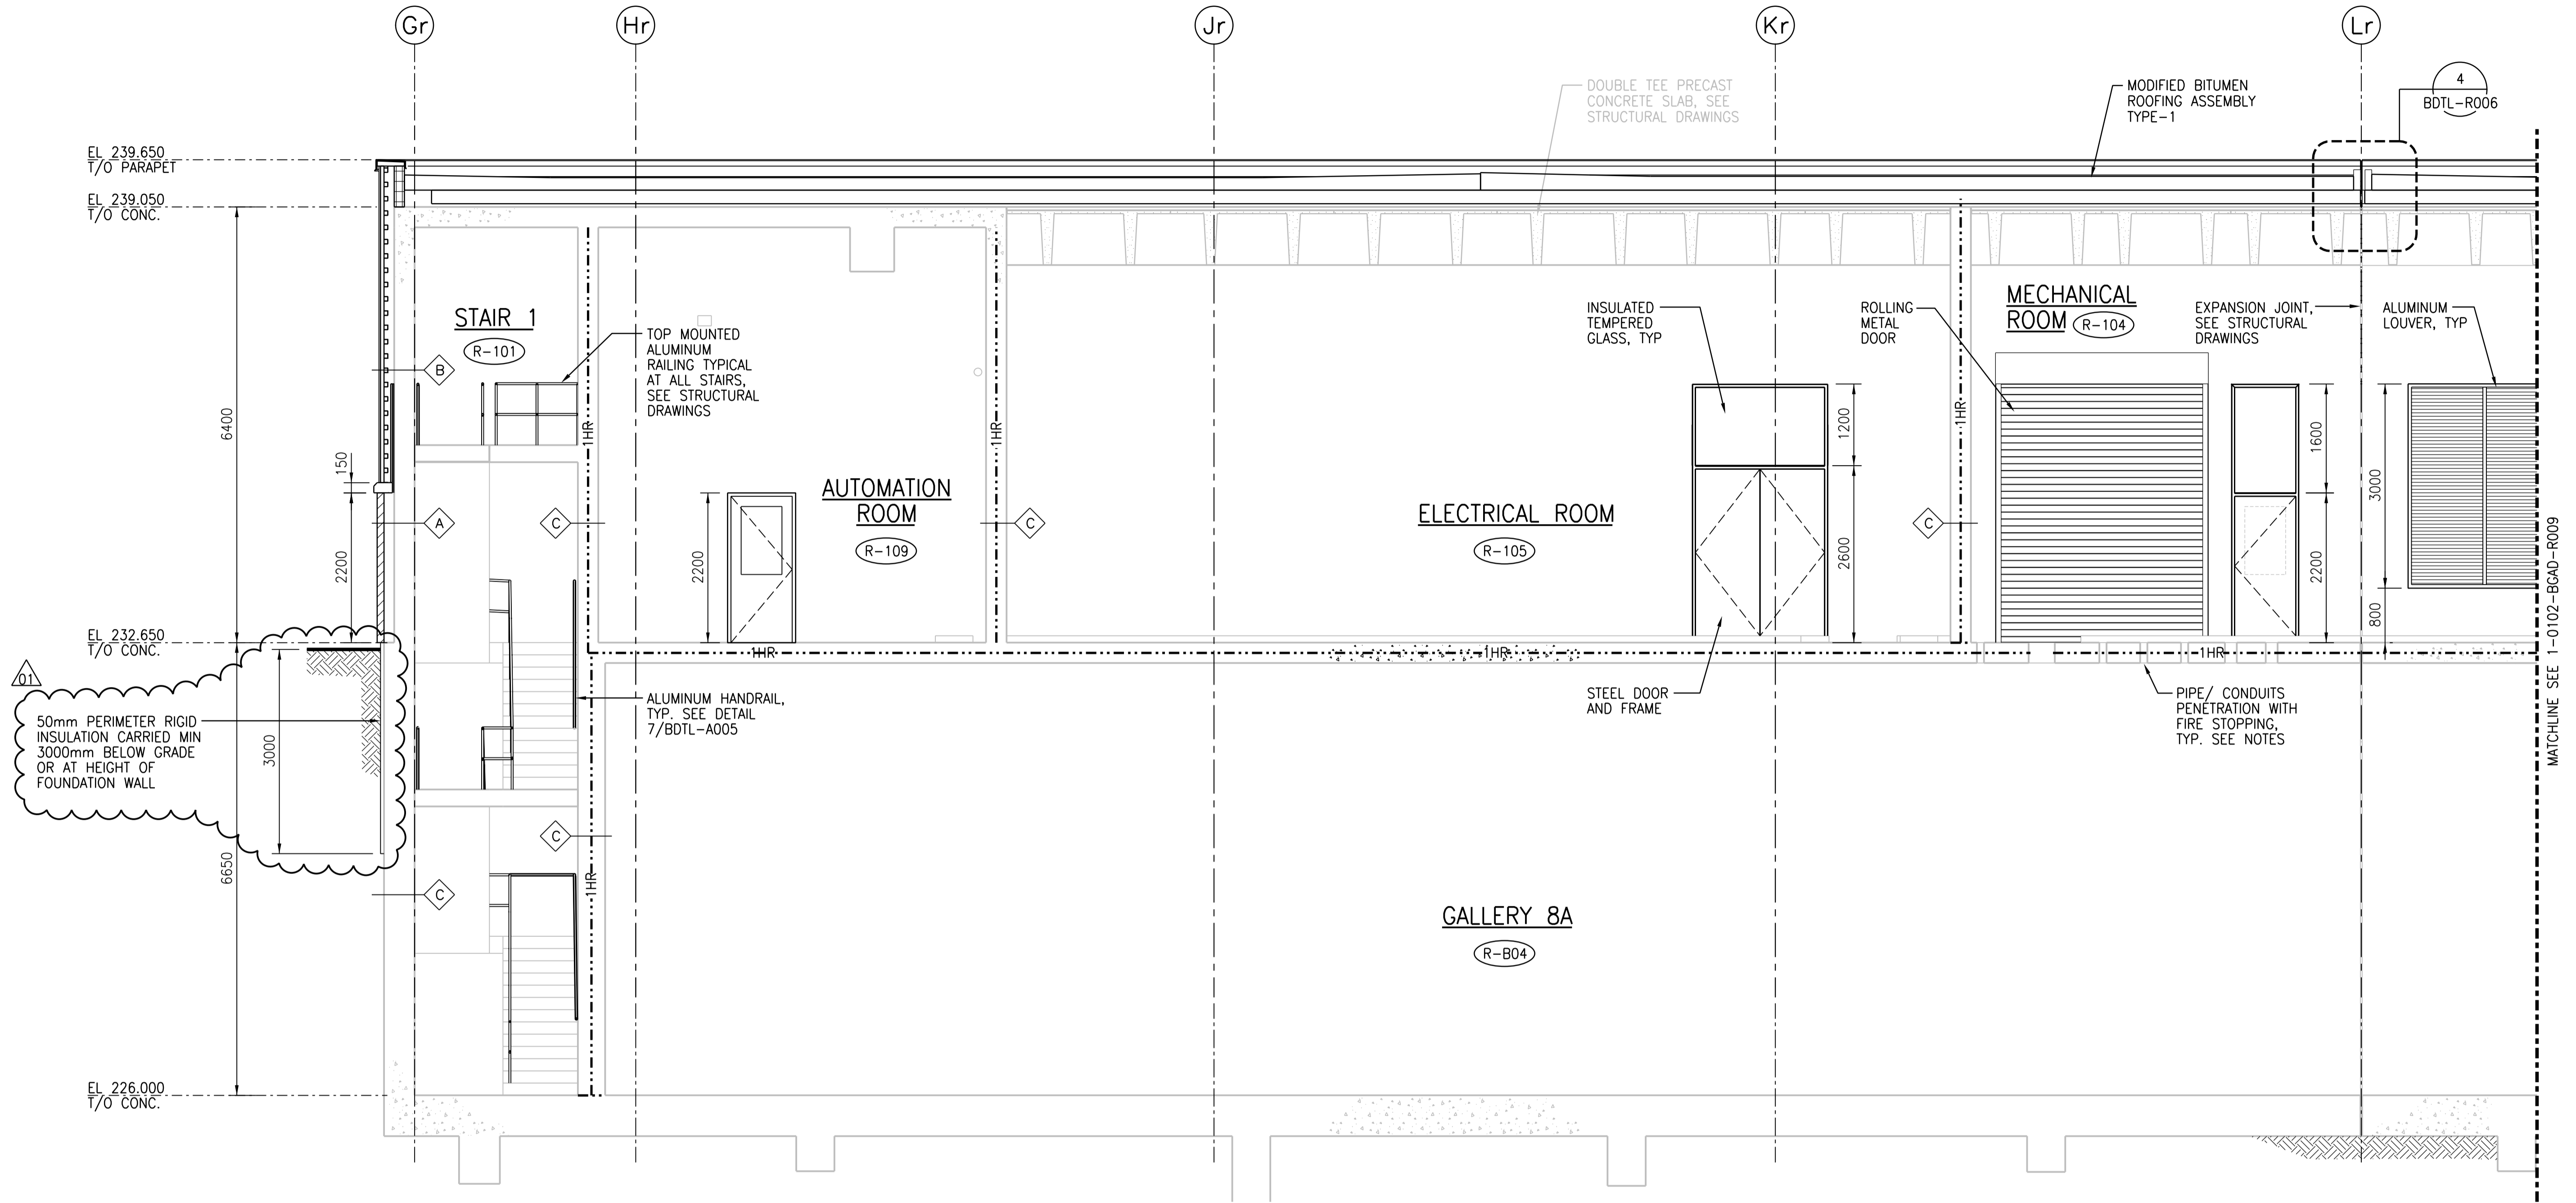 Gr
Hr
Jr
Kr
Lr
DOUBLE TEE PRECAST
CONCRETE SLAB, SEE
STRUCTURAL DRAWINGS
MODIFIED BITUMEN
ROOFING ASSEMBLY
TYPE-1
4
BDTL-R006
EL 239.650
T/O PARAPET
EL 239.050
T/O CONC.
STAIR 1
R-101
TOP MOUNTED
ALUMINUM
RAILING TYPICAL
AT ALL STAIRS,
SEE STRUCTURAL
DRAWINGS
INSULATED
TEMPERED
GLASS, TYP
ROLLING
METAL
DOOR
MECHANICAL
ROOM
R-104
EXPANSION JOINT,
SEE STRUCTURAL
DRAWINGS
ALUMINUM
LOUVER, TYP
B
6400
150
1HR
1HR
1HR
1200
1600
3000
AUTOMATION
ROOM
R-109
ELECTRICAL ROOM
R-105
A
C
C
C
2200
2200
2600
2200
800
EL 232.650
T/O CONC.
1HR
1HR
1HR
01
50mm PERIMETER RIGID
INSULATION CARRIED MIN
3000mm BELOW GRADE
OR AT HEIGHT OF
FOUNDATION WALL
3000
ALUMINUM HANDRAIL,
TYP. SEE DETAIL
7/BDTL-A005
STEEL DOOR
AND FRAME
PIPE/ CONDUITS
PENETRATION WITH
FIRE STOPPING,
TYP. SEE NOTES
MATCHLINE SEE 1-0102-BGAD-R009
C
6650
C
1HR
GALLERY 8A
R-B04
EL 226.000
T/O CONC.